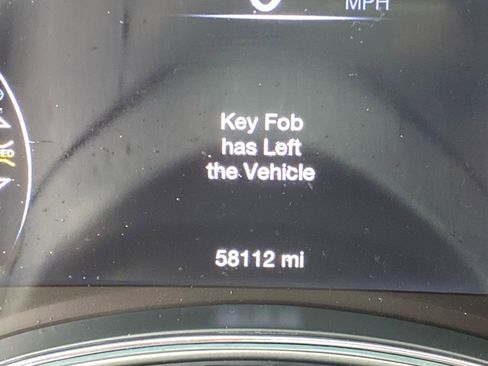 MPH
Key Fob
has Left
the Vehicle
58112 mi